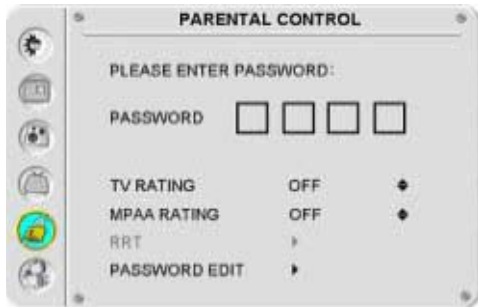 PARENTAL CONTROL
PLEASE ENTER PASSWORD:
PASSWORD
TV RATING OFF
MPAA RATING OFF
RRT
PASSWORD EDIT